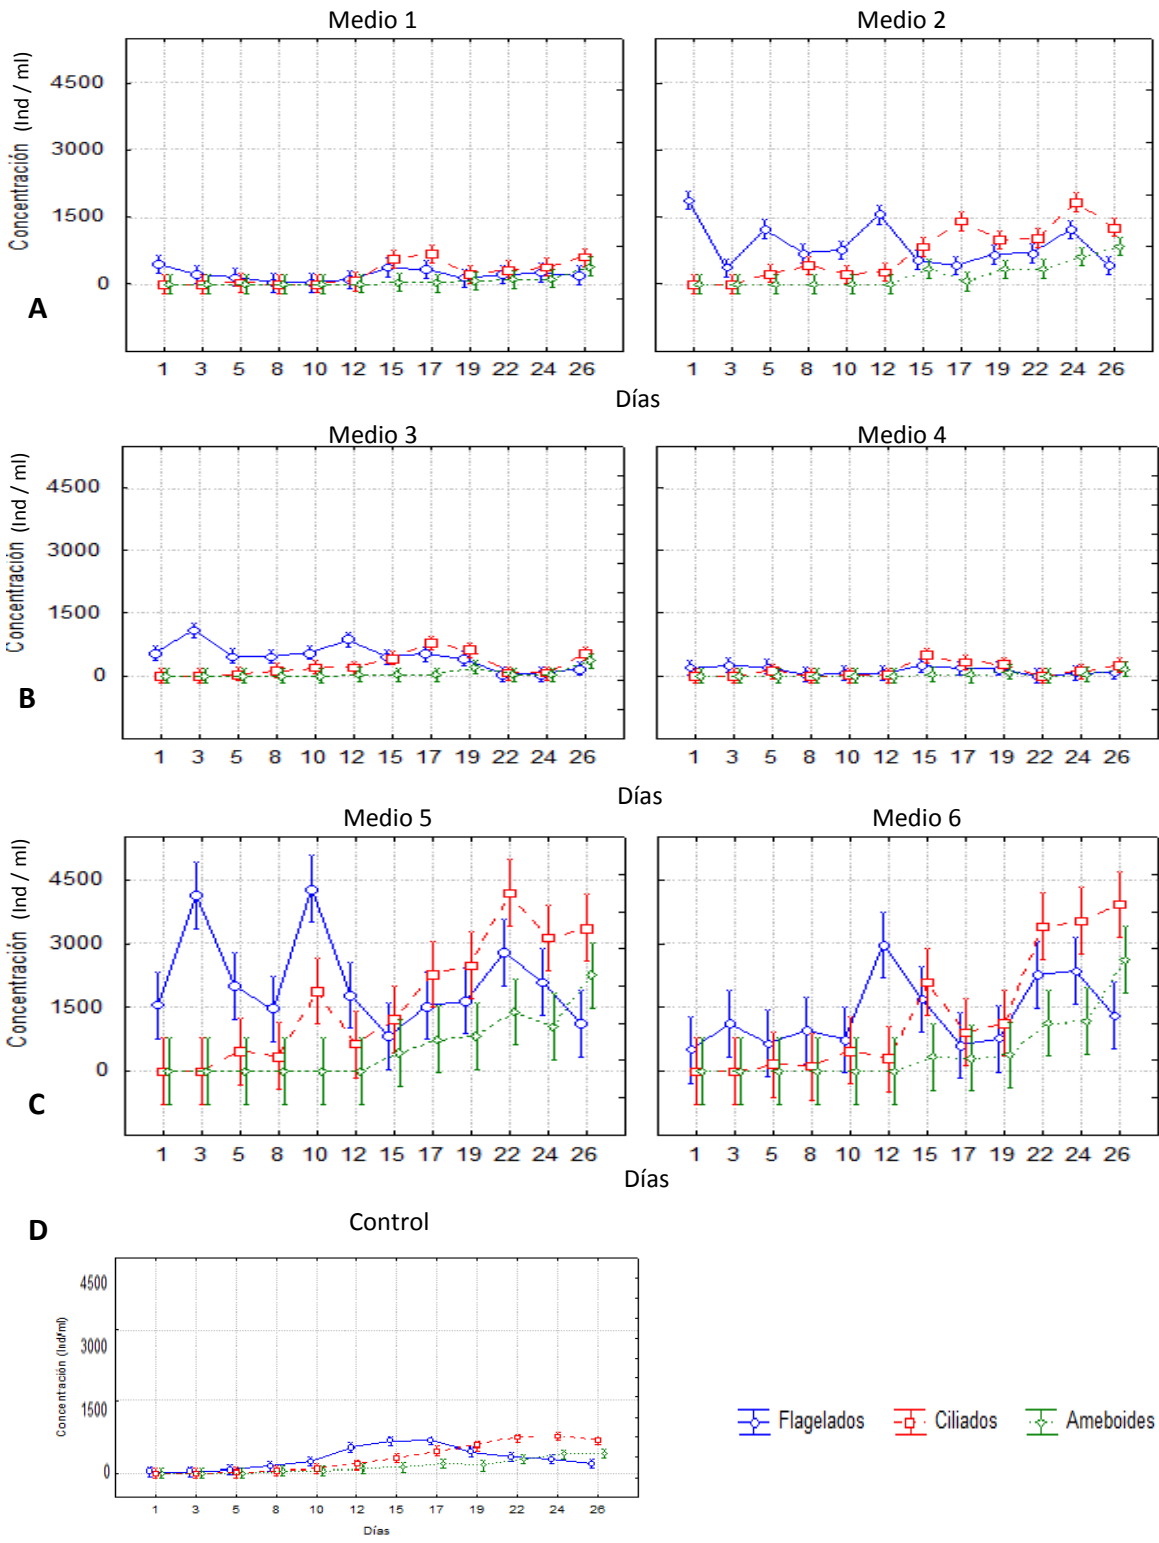 Medio 1
Medio 2
Concentración (Ind / ml)
4500
3000
1500
0
A
1 3 5 8 10 12 15 17 19 22 24 26
1 3 5 8 10 12 15 17 19 22 24 26
Días
Medio 3
Medio 4
Concentración (Ind / ml)
4500
3000
1500
0
B
1 3 5 8 10 12 15 17 19 22 24 26
1 3 5 8 10 12 15 17 19 22 24 26
Días
Medio 5
Medio 6
Concentración (Ind / ml)
4500
3000
1500
0
C
1 3 5 8 10 12 15 17 19 22 24 26
1 3 5 8 10 12 15 17 19 22 24 26
Días
D
Control
Concentración (Ind/ml)
4500
3000
1500
0
1 3 5 8 10 12 15 17 19 22 24 26
Días
Flagelados Ciliados Ameboides